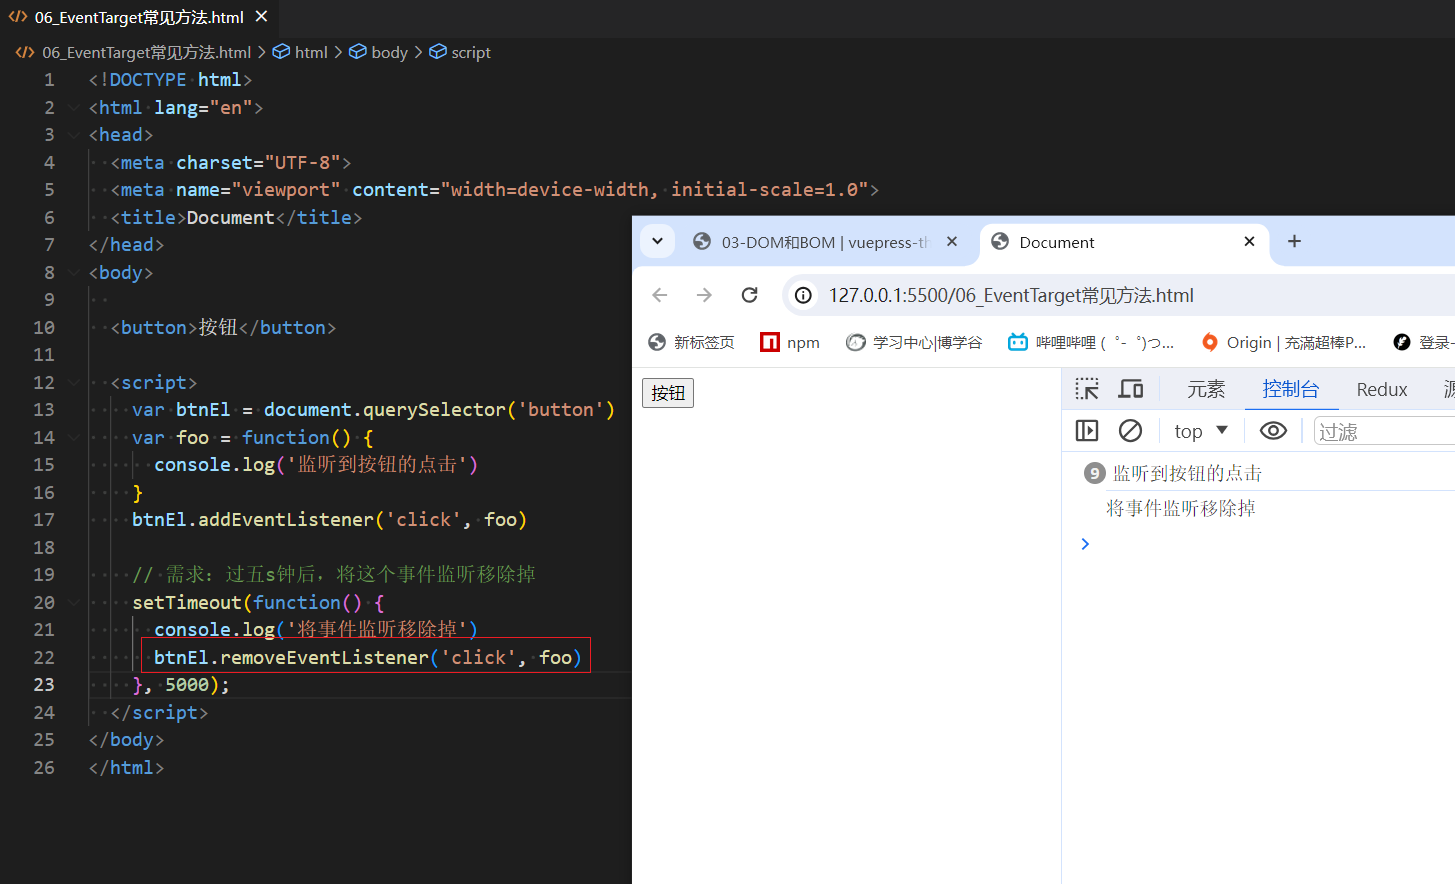 06_EventTarget常见方法.html
06_EventTarget常见方法.html > html > body > script
1 <!DOCTYPE html>
2 <html lang="en">
3 <head>
4 <meta charset="UTF-8">
5 <meta name="viewport" content="width=device-width, initial-scale=1.0">
6 <title>Document</title>
7 </head>
8 <body>
9
10 <button>按钮</button>
11
12 <script>
13 var btnEl = document.querySelector('button')
14 var foo = function() {
15 console.log('监听到按钮的点击')
16 }
17 btnEl.addEventListener('click', foo)
18
19 // 需求: 过五s钟后, 将这个事件监听移除掉
20 setTimeout(function() {
21 console.log('将事件监听移除掉')
22 btnEl.removeEventListener('click', foo)
23 }, 5000);
24 </script>
25 </body>
26 </html>
03-DOM和BOM | vuepress-th
Document
127.0.0.1:5500/06_EventTarget常见方法.html
新标签页 npm 学习中心|博学谷 哔哩哔哩 ( ゜- ゜)つ... Origin | 充滿超棒P... 登录-
按钮
元素 控制台 Redux 源
top 过滤
9 监听到按钮的点击
将事件监听移除掉